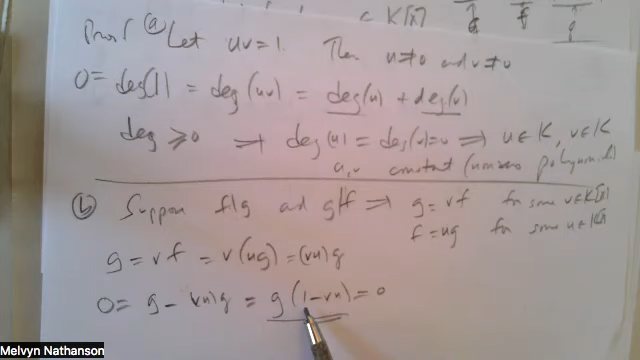 ∈ K[x]
Proof (a) Let uv = 1. Then u ≠ 0 and v ≠ 0
0 = deg(1) = deg(uv) = deg(u) + deg(v)
deg ≥ 0 ⟹ deg(u) = deg(v) = 0 ⟹ u ∈ K, v ∈ K
u, v constant (nonzero polynomial)
(b) Suppose f|g and g|f ⟹ g = vf for some v ∈ K[x]
f = ug for some u ∈ K[x]
g = vf = v(ug) = (vu)g
0 = g - (vu)g = g(1-vu) = 0
Melvyn Nathanson